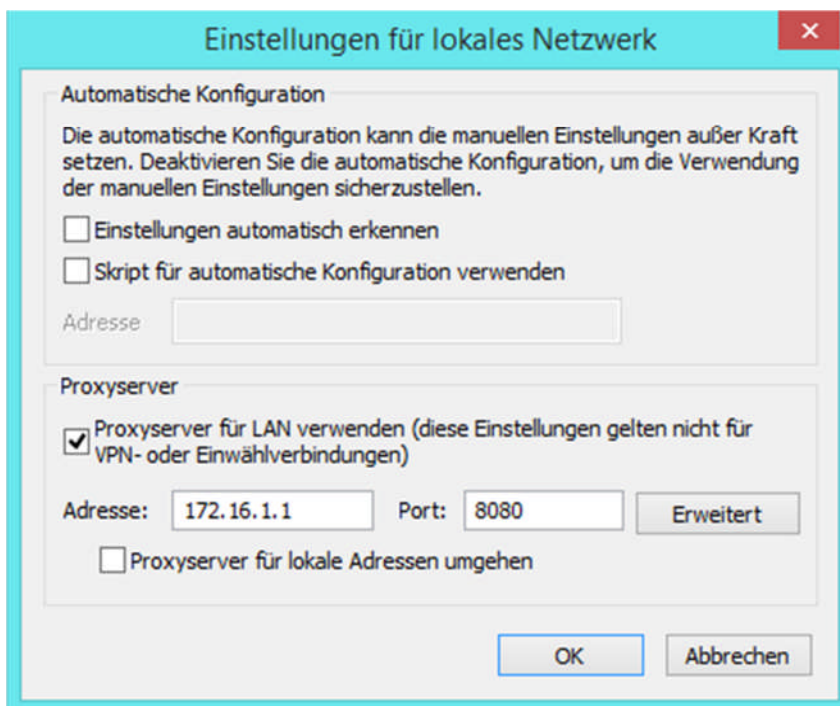 Einstellungen für lokales Netzwerk
Automatische Konfiguration
Die automatische Konfiguration kann die manuellen Einstellungen außer Kraft
setzen. Deaktivieren Sie die automatische Konfiguration, um die Verwendung
der manuellen Einstellungen sicherzustellen.
Einstellungen automatisch erkennen
Skript für automatische Konfiguration verwenden
Adresse
Proxyserver
Proxyserver für LAN verwenden (diese Einstellungen gelten nicht für
VPN- oder Einwählverbindungen)
Adresse: 172.16.1.1 Port: 8080 Erweitert
Proxyserver für lokale Adressen umgehen
OK Abbrechen